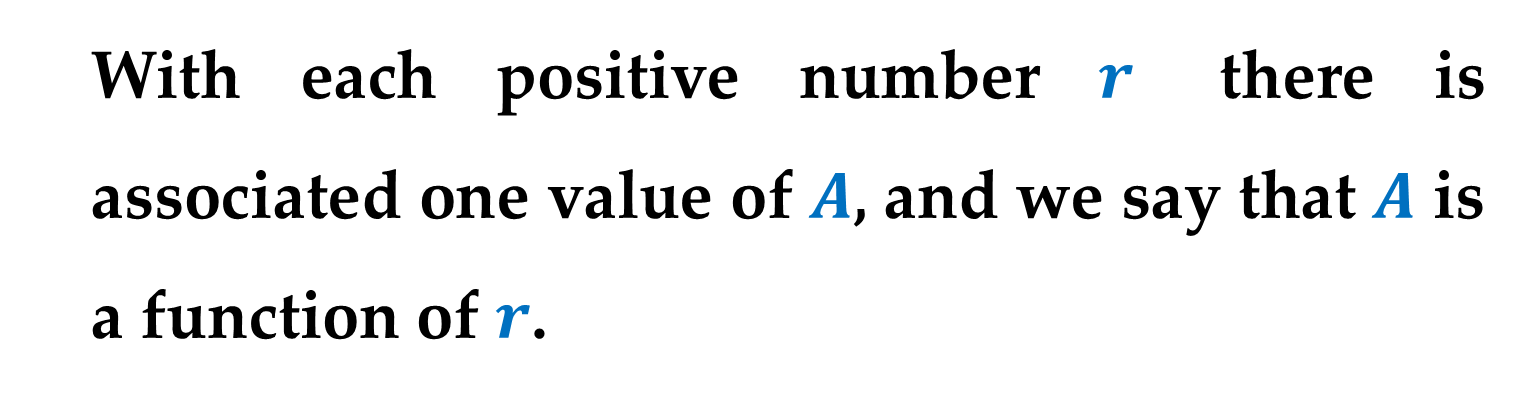 With each positive number r there is
associated one value of A, and we say that A is
a function of r.